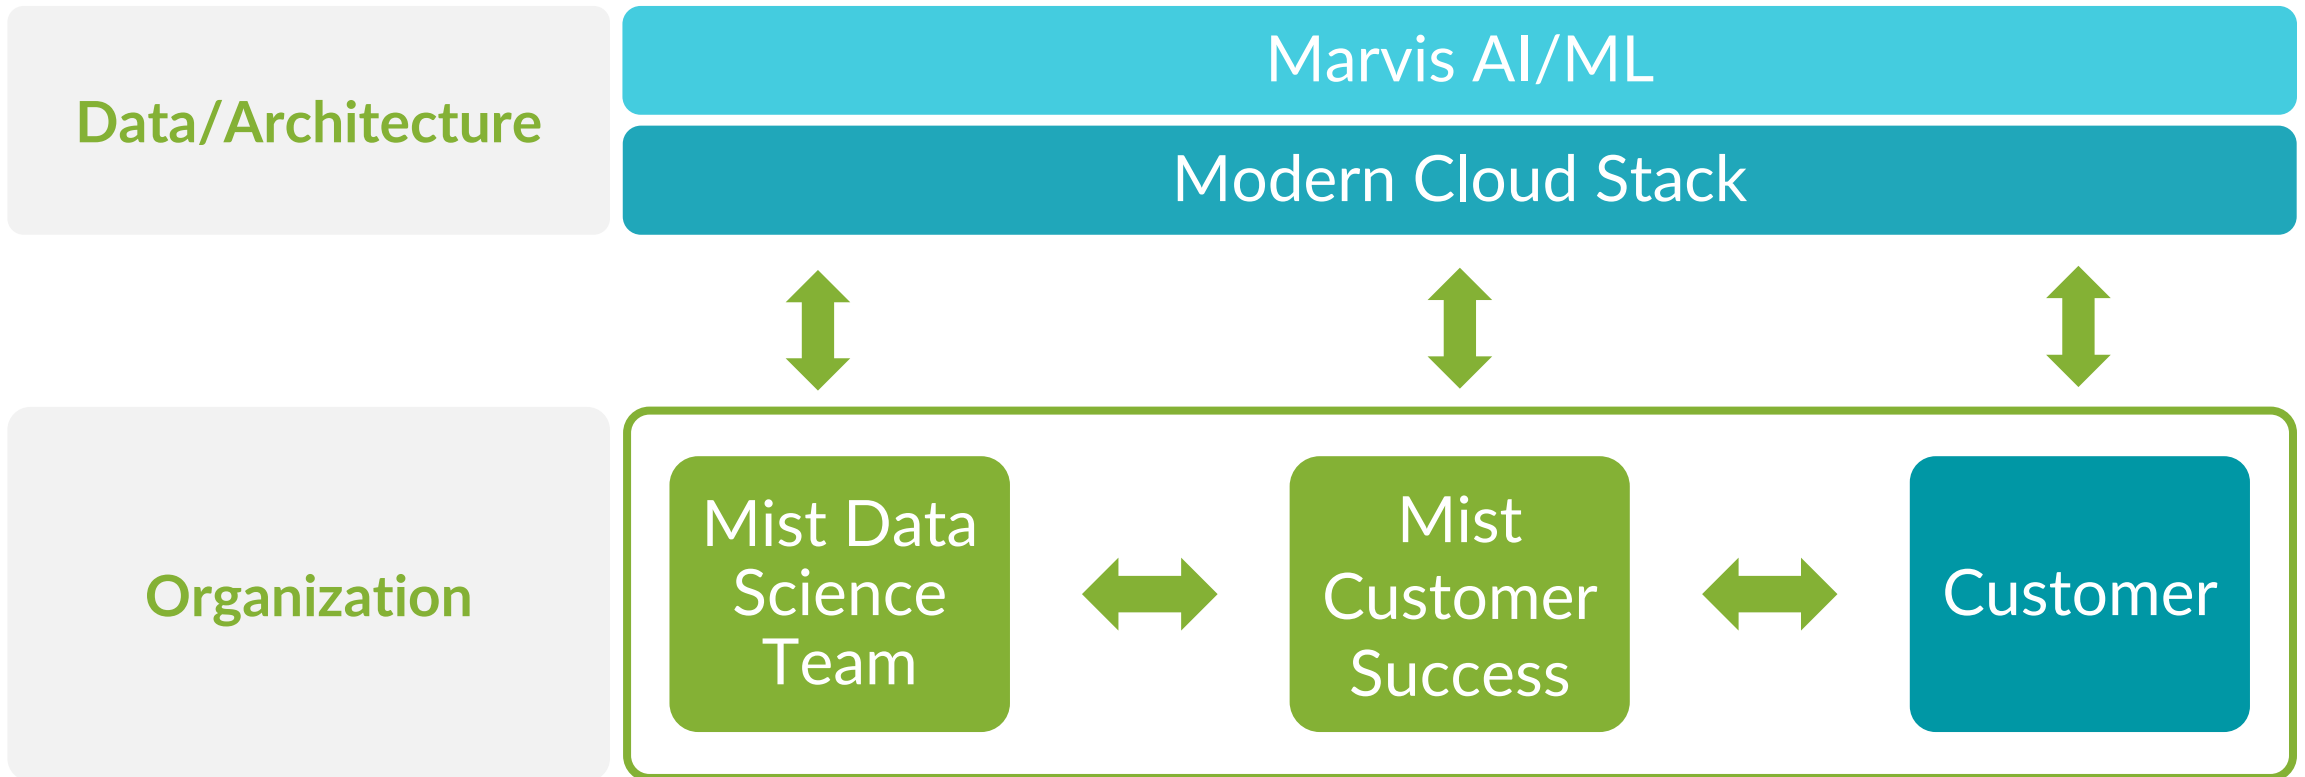 Data/Architecture
Marvis AI/ML
Modern Cloud Stack
Organization
Mist Data
Science
Team
Mist
Customer
Success
Customer